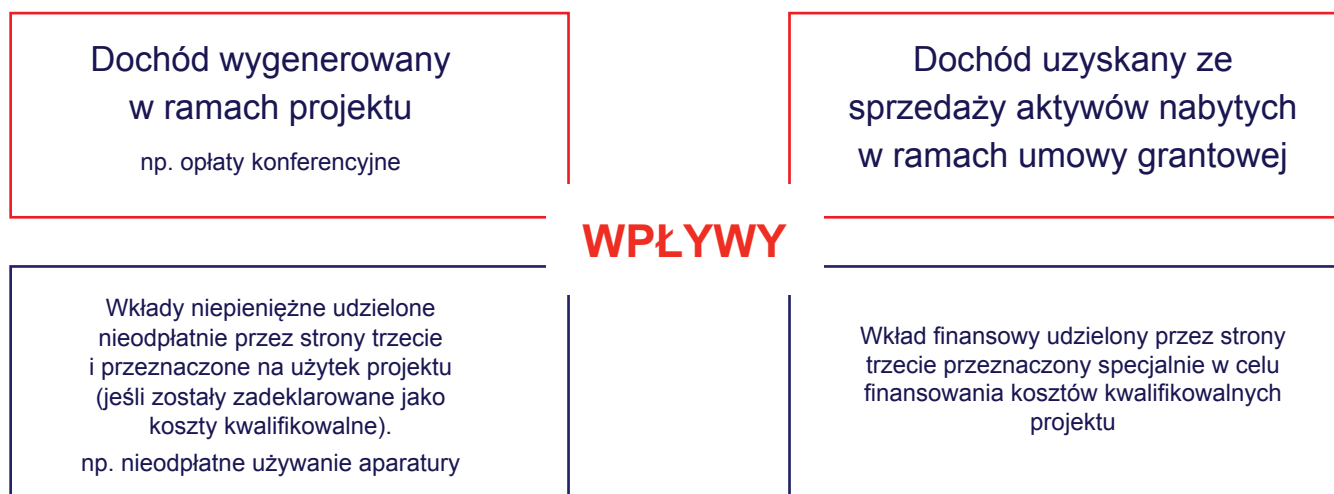 Dochód wygenerowany
w ramach projektu
np. opłaty konferencyjne
Dochód uzyskany ze
sprzedaży aktywów nabytych
w ramach umowy grantowej
WPŁYWY
Wkłady niepieniężne udzielone
nieodpłatnie przez strony trzecie
i przeznaczone na użytek projektu
(jeśli zostały zadeklarowane jako
koszty kwalifikowalne).
np. nieodpłatne używanie aparatury
Wkład finansowy udzielony przez strony
trzecie przeznaczony specjalnie w celu
finansowania kosztów kwalifikowalnych
projektu